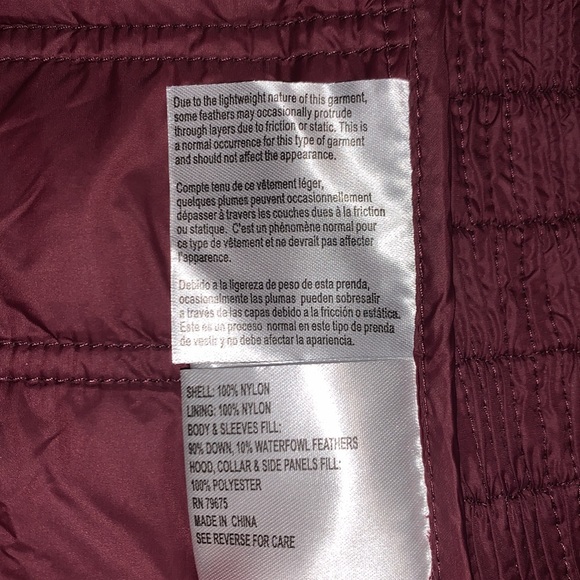 Due to the lightweight nature of this garment,
some feathers may occasionally protrude
through layers due to friction or static. This is
a normal occurrence for this type of garment
and should not affect the appearance.
Compte tenu de ce vêtement léger,
quelques plumes peuvent occasionnellement
dépasser à travers les couches dues à la friction
ou statique. C'est un phénomène normal pour
ce type de vêtement et ne devrait pas affecter
l'apparence.
Debido a la ligereza de peso de esta prenda,
ocasionalmente las plumas pueden sobresalir
a través de las capas debido a la fricción o estática.
Este es un proceso normal en este tipo de prenda
de vestir y no debe afectar la apariencia.
SHELL: 100% NYLON
LINING: 100% NYLON
BODY & SLEEVES FILL:
90% DOWN, 10% WATERFOWL FEATHERS
HOOD, COLLAR & SIDE PANELS FILL:
100% POLYESTER
RN 79675
MADE IN CHINA
SEE REVERSE FOR CARE